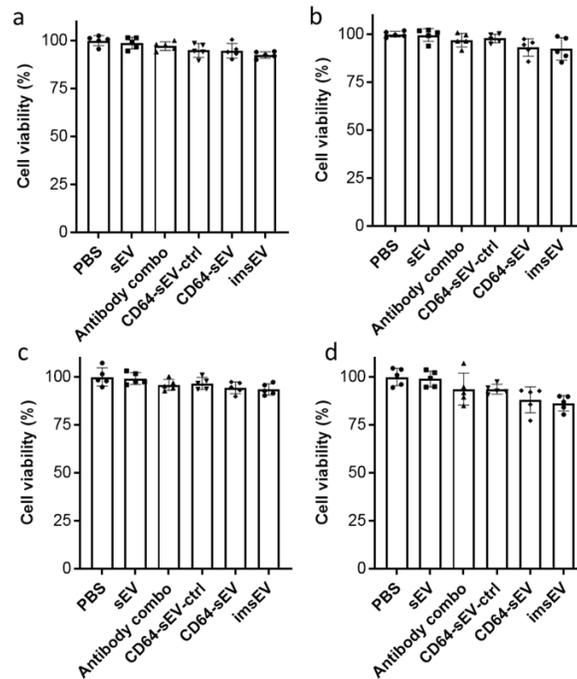 a
Cell viability (%)
100
75
50
25
0
PBS
sEV
Antibody combo
CD64-sEV-ctrl
CD64-sEV
imsEV
b
Cell viability (%)
100
75
50
25
0
PBS
sEV
Antibody combo
CD64-sEV-ctrl
CD64-sEV
imsEV
c
Cell viability (%)
100
75
50
25
0
PBS
sEV
Antibody combo
CD64-sEV-ctrl
CD64-sEV
imsEV
d
Cell viability (%)
100
75
50
25
0
PBS
sEV
Antibody combo
CD64-sEV-ctrl
CD64-sEV
imsEV